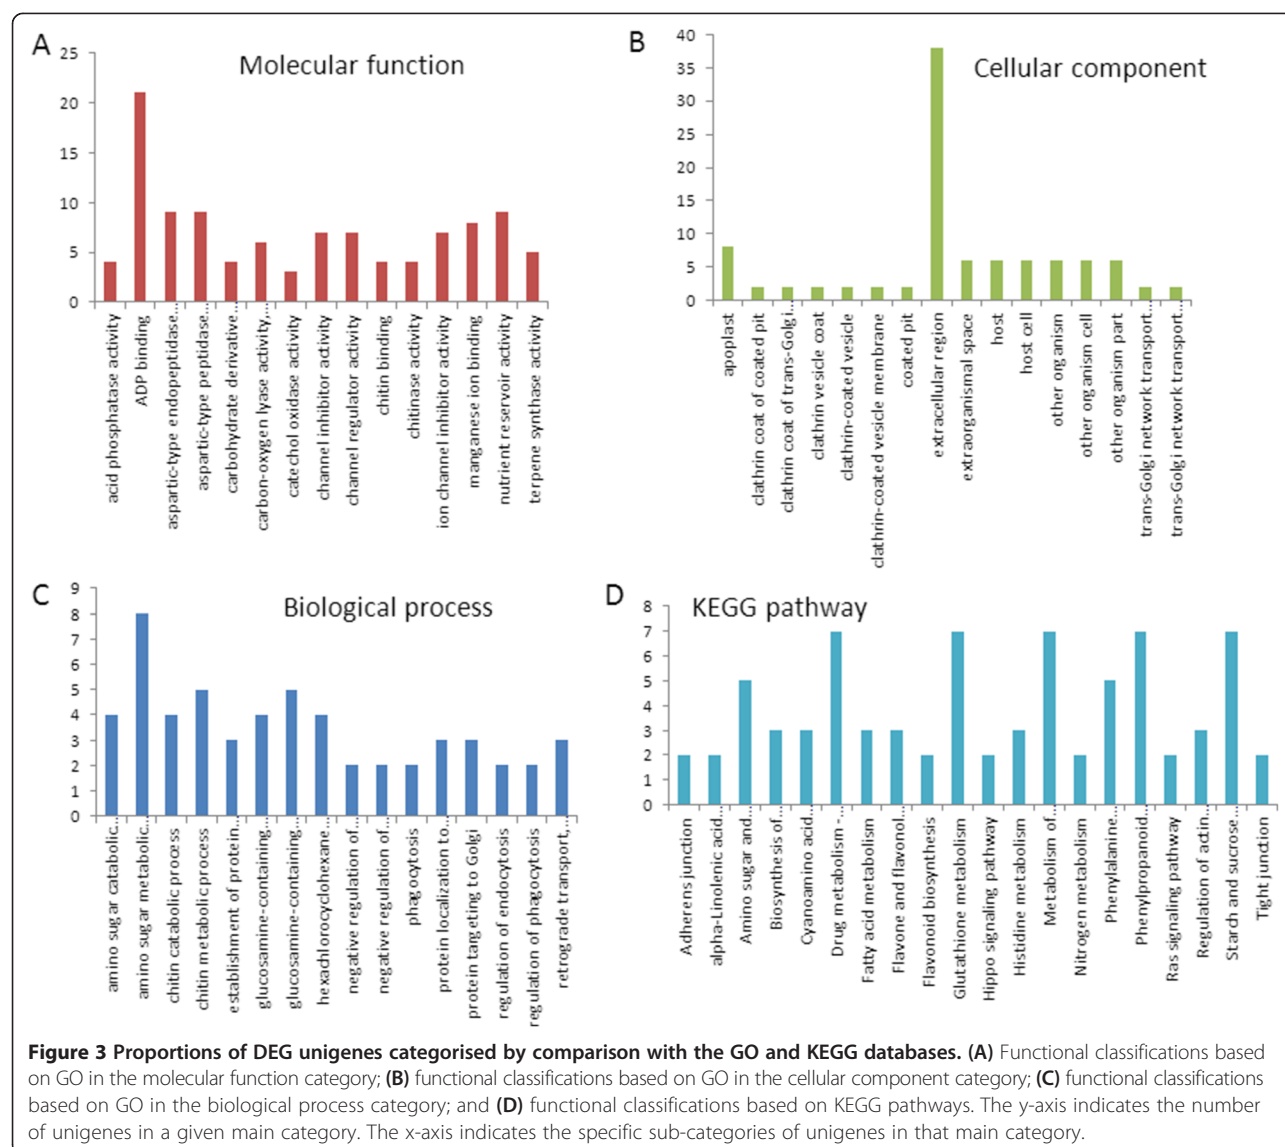 A
Molecular function
25
20
15
10
5
0
acid phosphatase activity
ADP binding
aspartic-type endopeptidase...
aspartic-type peptidase...
carbohydrate derivative...
carbon-oxygen lyase activity,...
catechol oxidase activity
channel inhibitor activity
channel regulator activity
chitin binding
chitinase activity
ion channel inhibitor activity
manganese ion binding
nutrient reservoir activity
terpene synthase activity
B
Cellular component
40
35
30
25
20
15
10
5
0
apoplast
clathrin coat of coated pit
clathrin coat of trans-Golgi...
clathrin vesicle coat
clathrin-coated vesicle
clathrin-coated vesicle membrane
coated pit
extracellular region
extraorganismal space
host
host cell
other organism
other organism cell
other organism part
trans-Golgi network transport...
trans-Golgi network transport...
C
Biological process
9
8
7
6
5
4
3
2
1
0
amino sugar catabolic...
amino sugar metabolic...
chitin catabolic process
chitin metabolic process
establishment of protein...
glucosamine-containing...
glucosamine-containing...
hexachlorocyclohexane...
negative regulation of...
negative regulation of...
phagocytosis
protein localization to...
protein targeting to Golgi
regulation of endocytosis
regulation of phagocytosis
retrograde transport,...
D
KEGG pathway
8
7
6
5
4
3
2
1
0
Adherens junction
alpha-Linolenic acid...
Amino sugar and...
Biosynthesis of...
Cyanoamino acid...
Drug metabolism -...
Fatty acid metabolism
Flavone and flavonol...
Flavonoid biosynthesis
Glutathione metabolism
Hippo signaling pathway
Histidine metabolism
Metabolism of...
Nitrogen metabolism
Phenylalanine...
Phenylpropanoid...
Ras signaling pathway
Regulation of actin...
Starch and sucrose...
Tight junction
Figure 3 Proportions of DEG unigenes categorised by comparison with the GO and KEGG databases. (A) Functional classifications based
on GO in the molecular function category; (B) functional classifications based on GO in the cellular component category; (C) functional classifications
based on GO in the biological process category; and (D) functional classifications based on KEGG pathways. The y-axis indicates the number
of unigenes in a given main category. The x-axis indicates the specific sub-categories of unigenes in that main category.